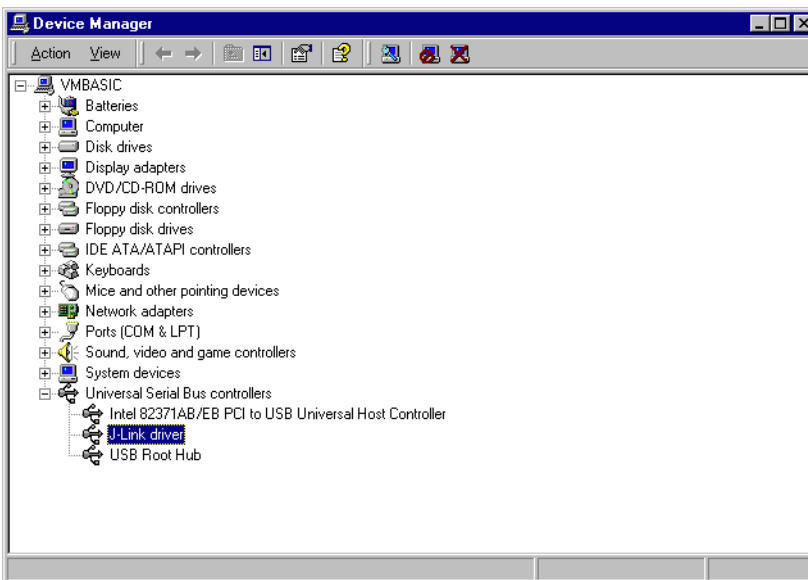 Device Manager
Action View
VMBASIC
Batteries
Computer
Disk drives
Display adapters
DVD/CD-ROM drives
Floppy disk controllers
Floppy disk drives
IDE ATA/ATAPI controllers
Keyboards
Mice and other pointing devices
Network adapters
Ports (COM & LPT)
Sound, video and game controllers
System devices
Universal Serial Bus controllers
Intel 82371AB/EB PCI to USB Universal Host Controller
J-Link driver
USB Root Hub